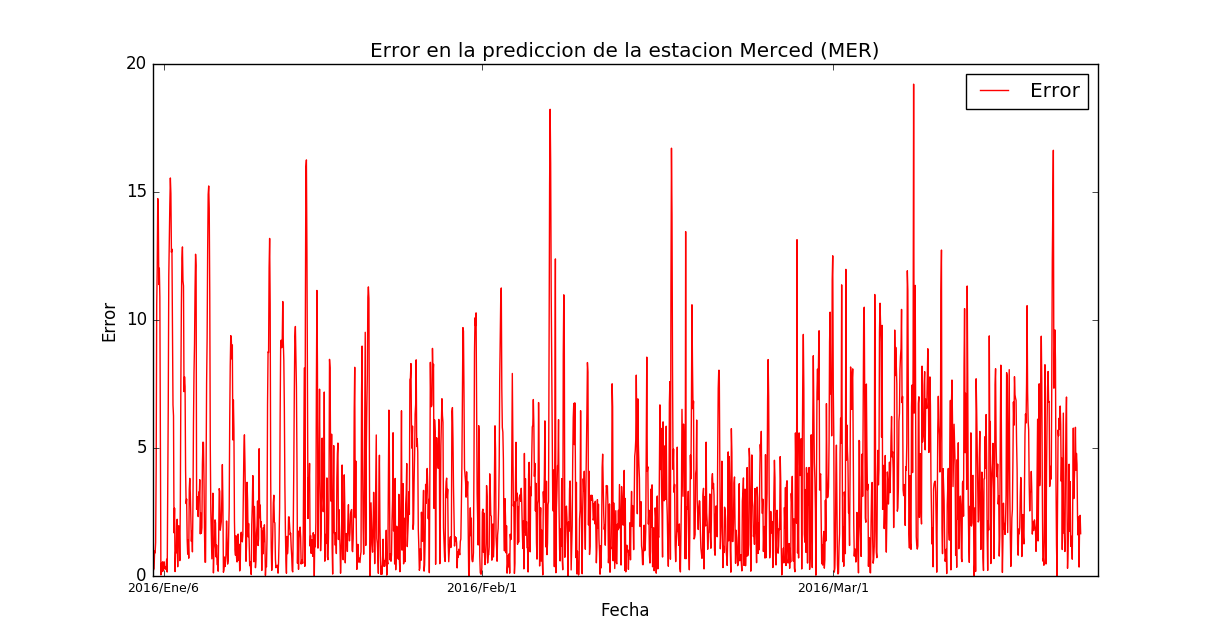 Error en la prediccion de la estacion Merced (MER)
20
Error
15
10
Error
5
0
2016/Ene/6 2016/Feb/1 2016/Mar/1
Fecha